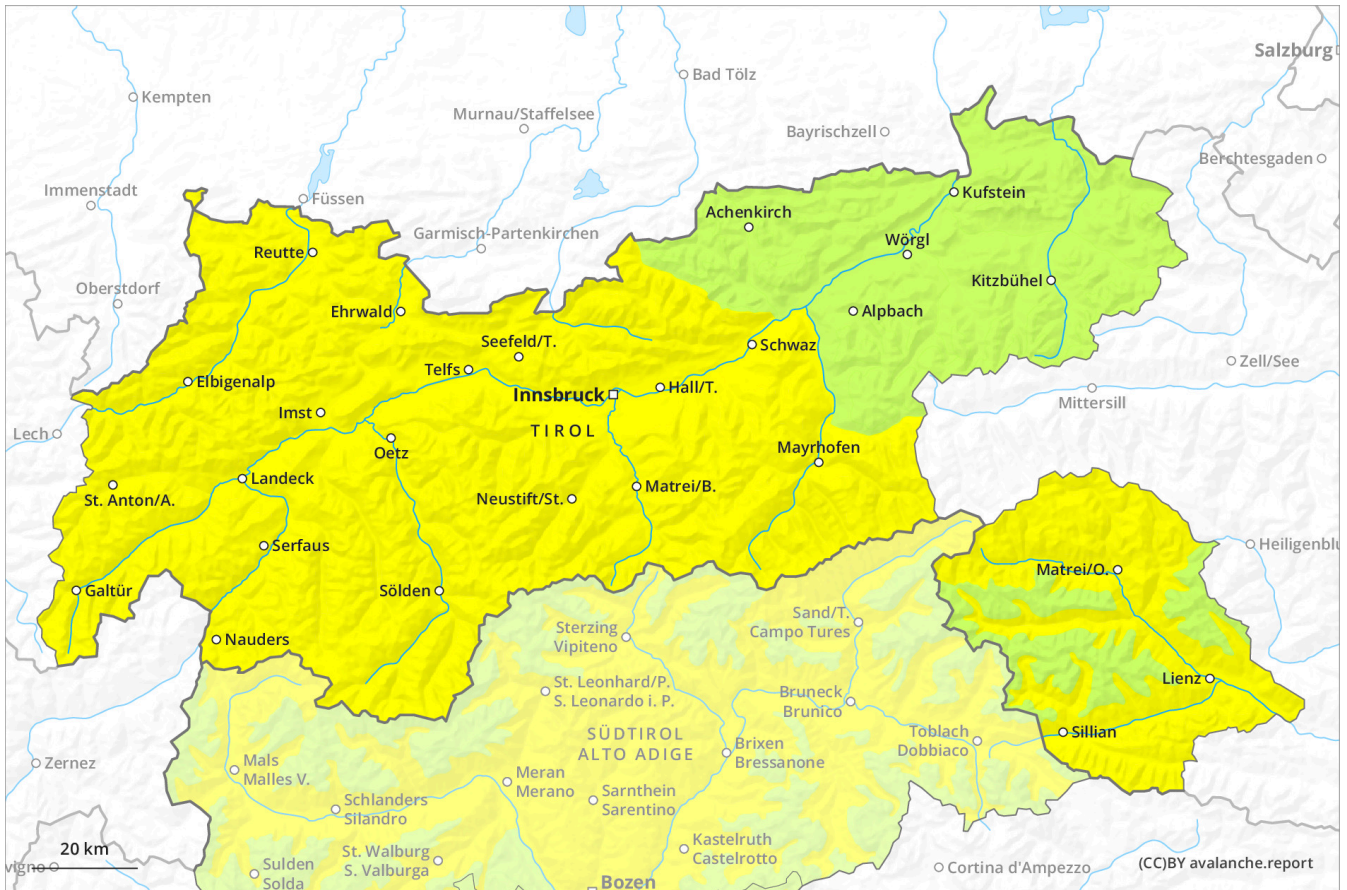 Salzburg
Bad Tölz
Kempten
Murnau/Staffelsee
Bayrischzell
Berchtesgaden
Immenstadt
Füssen
Kufstein
Achenkirch
Garmisch-Partenkirchen
Wörgl
Reutte
Kitzbühel
Oberstdorf
Ehrwald
Alpbach
Seefeld/T.
Schwaz
Zell/See
Telfs
Elbigenalp
Hall/T.
Innsbruck
Mittersill
Imst
TIROL
Lech
Mayrhofen
Oetz
Landeck
St. Anton/A.
Neustift/St.
Matrei/B.
Serfaus
Heiligenblu
Matrei/O.
Galtür
Sölden
Sand/T.
Campo Tures
Sterzing
Vipiteno
Nauders
Lienz
St. Leonhard/P.
S. Leonardo i. P.
Bruneck
Brunico
SÜDTIROL
ALTO ADIGE
Sillian
Toblach
Dobbiaco
Brixen
Bressanone
Zernez
Mals
Malles V.
Meran
Merano
Sarnthein
Sarentino
Schlanders
Silandro
Kastelruth
Castelrotto
20 km
St. Walburg
S. Valburga
vigno
Sulden
Solda
Cortina d'Ampezzo
(CC)BY avalanche.report
Bozen